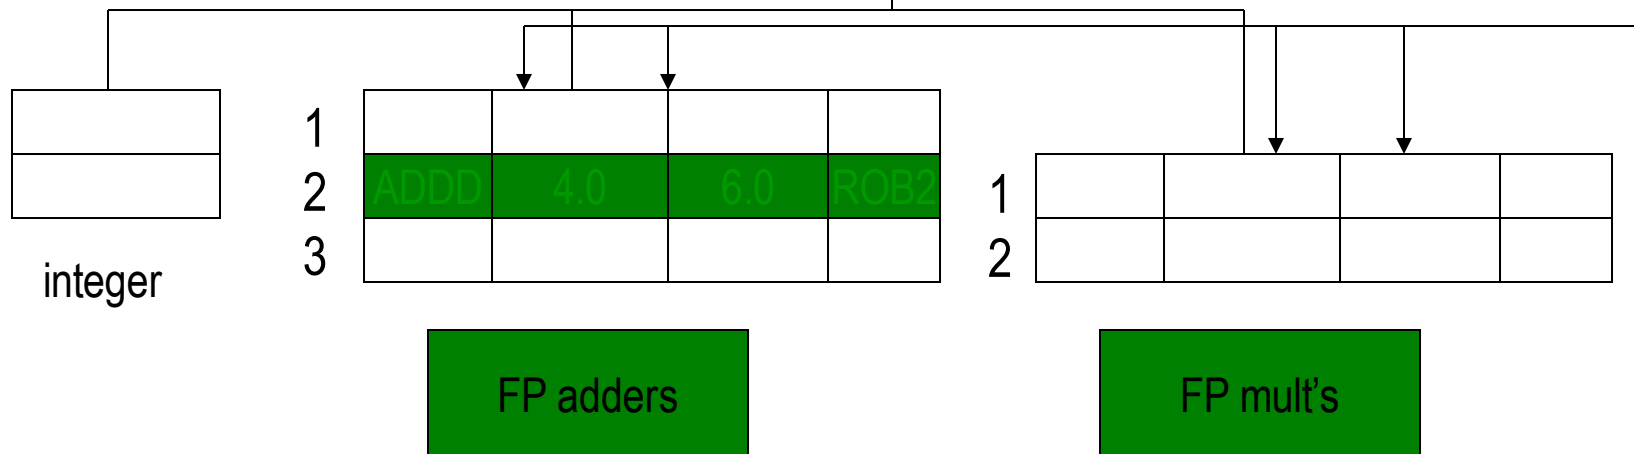 1
2 ADDD 4.0 6.0 ROB2
3
1
2
integer
FP adders
FP mult's